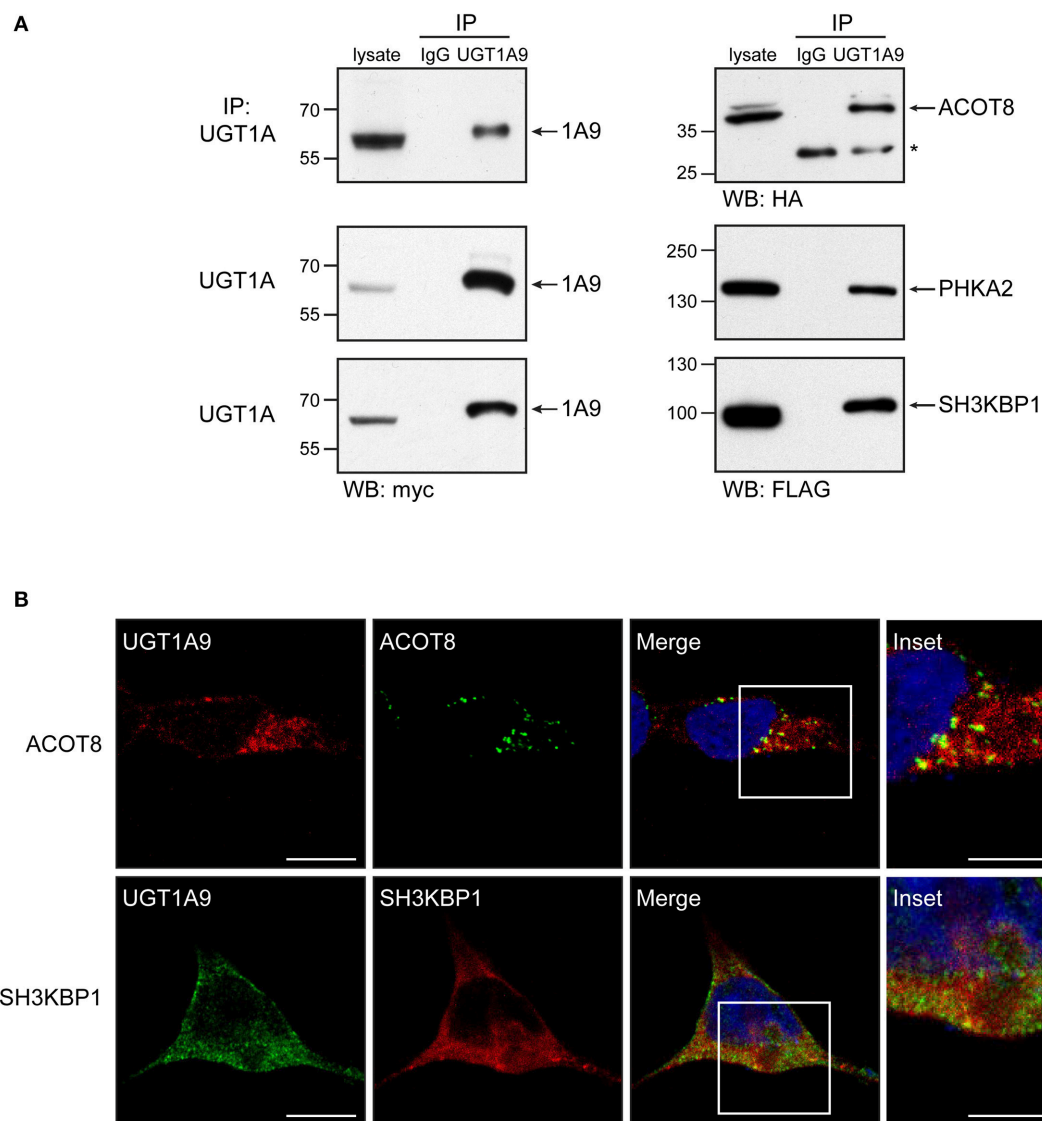 A
IP
lysate IgG UGT1A9
IP:
UGT1A
70
55
1A9
UGT1A
70
55
1A9
UGT1A
70
55
1A9
WB: myc
IP
lysate IgG UGT1A9
35
25
ACOT8
*
WB: HA
250
130
PHKA2
130
100
SH3KBP1
WB: FLAG
B
UGT1A9 ACOT8 Merge Inset
ACOT8
UGT1A9 SH3KBP1 Merge Inset
SH3KBP1